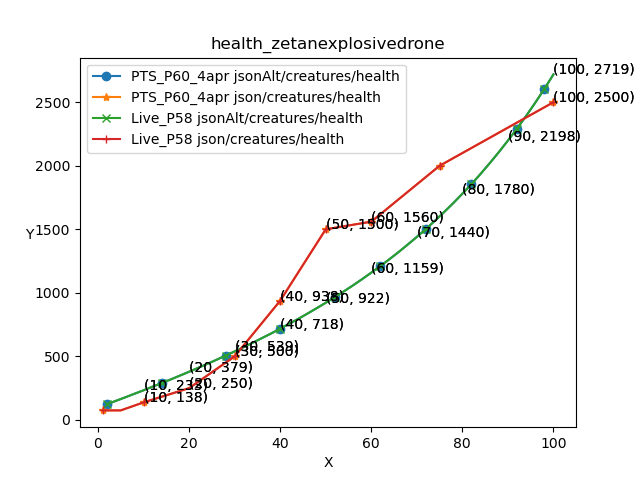 health_zetanexplosivedrone
PTS_P60_4apr jsonAlt/creatures/health
PTS_P60_4apr json/creatures/health
Live_P58 jsonAlt/creatures/health
Live_P58 json/creatures/health
(100, 2719)
(100, 2500)
(90, 2198)
(80, 1780)
(60, 1560)
(50, 1500)
(70, 1440)
(60, 1159)
(40, 938)
(50, 922)
(40, 718)
(30, 539)
(30, 500)
(20, 379)
(20, 250)
(10, 138)
2500
2000
1500
1000
500
0
Y
0 20 40 60 80 100
X